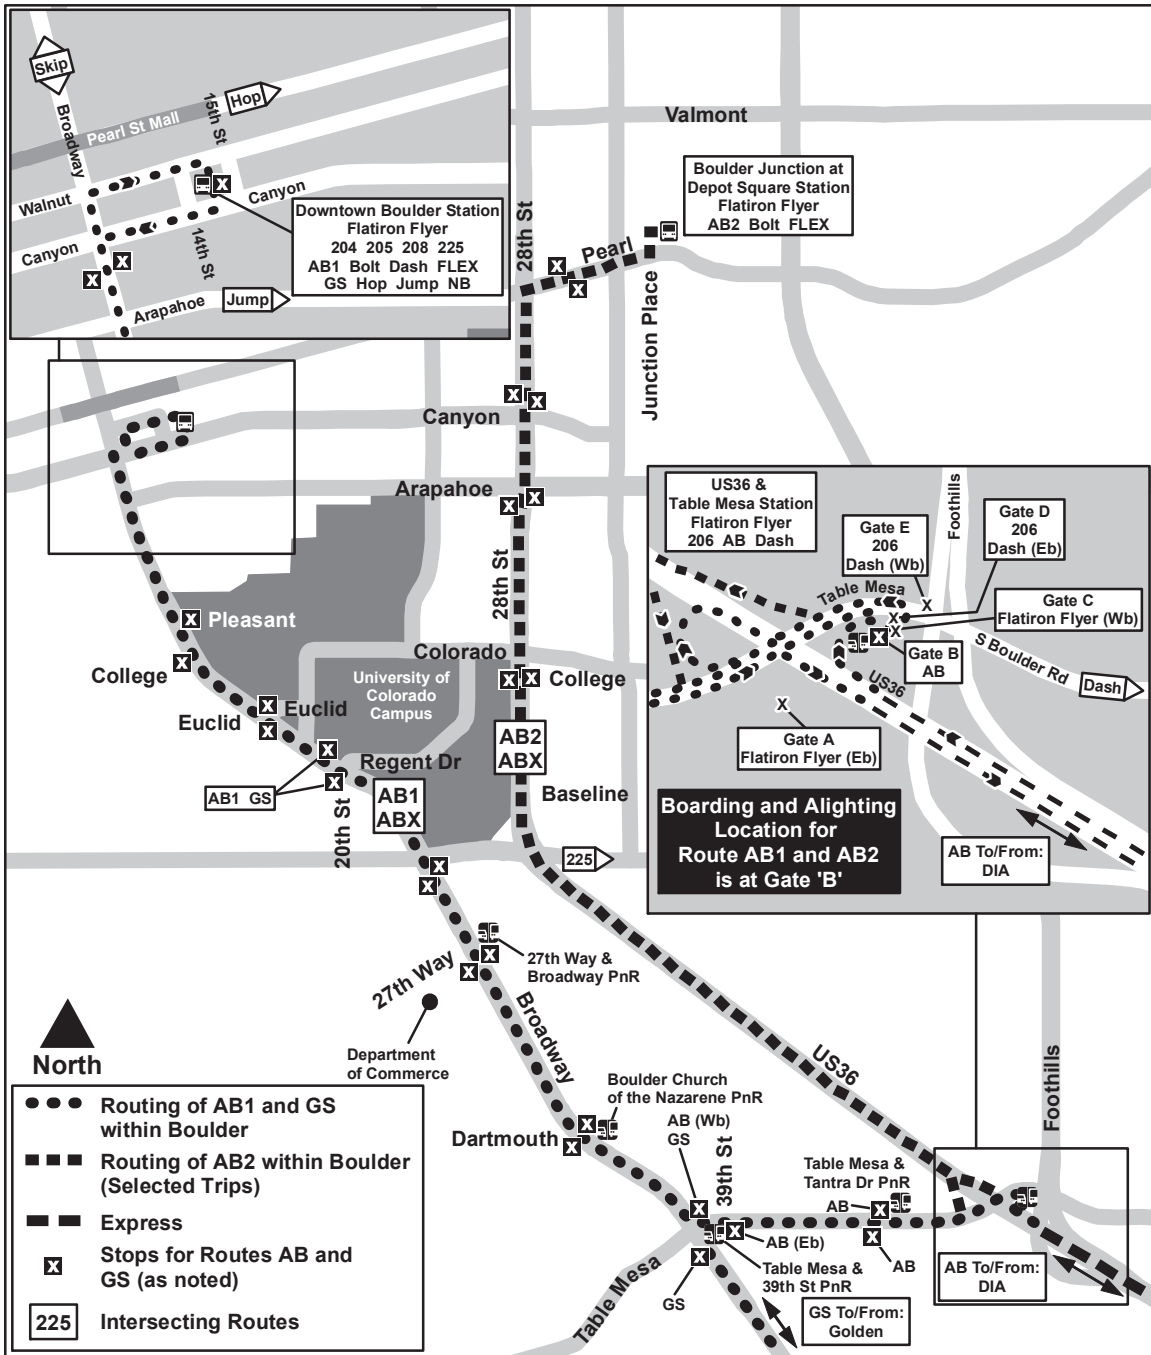 Skip
Broadway
Pearl St Mall
15th St
Hop
Walnut
Canyon
Canyon
14th St
Arapahoe
Jump
Downtown Boulder Station
Flatiron Flyer
204 205 208 225
AB1 Bolt Dash FLEX
GS Hop Jump NB
Valmont
28th St
Boulder Junction at
Depot Square Station
Flatiron Flyer
AB2 Bolt FLEX
Pearl
Junction Place
Canyon
Arapahoe
28th St
US36 &
Table Mesa Station
Flatiron Flyer
206 AB Dash
Gate E
206
Dash (Wb)
Foothills
Gate D
206
Dash (Eb)
Table Mesa
X
X
X
Gate C
Flatiron Flyer (Wb)
X
Gate B
AB
S Boulder Rd
Dash
US36
X
Gate A
Flatiron Flyer (Eb)
Boarding and Alighting
Location for
Route AB1 and AB2
is at Gate 'B'
AB To/From:
DIA
Pleasant
College
Euclid
Euclid
University of
Colorado
Campus
Colorado
College
AB2
ABX
Regent Dr
AB1 GS
20th St
AB1
ABX
Baseline
225
27th Way &
Broadway PnR
27th Way
Broadway
Department
of Commerce
US36
Foothills
Boulder Church
of the Nazarene PnR
Dartmouth
AB (Wb)
GS
39th St
Table Mesa &
Tantra Dr PnR
AB
AB (Eb)
AB
Table Mesa &
39th St PnR
GS
Table Mesa
GS To/From:
Golden
AB To/From:
DIA
North
Routing of AB1 and GS
within Boulder
Routing of AB2 within Boulder
(Selected Trips)
Express
X
Stops for Routes AB and
GS (as noted)
225
Intersecting Routes